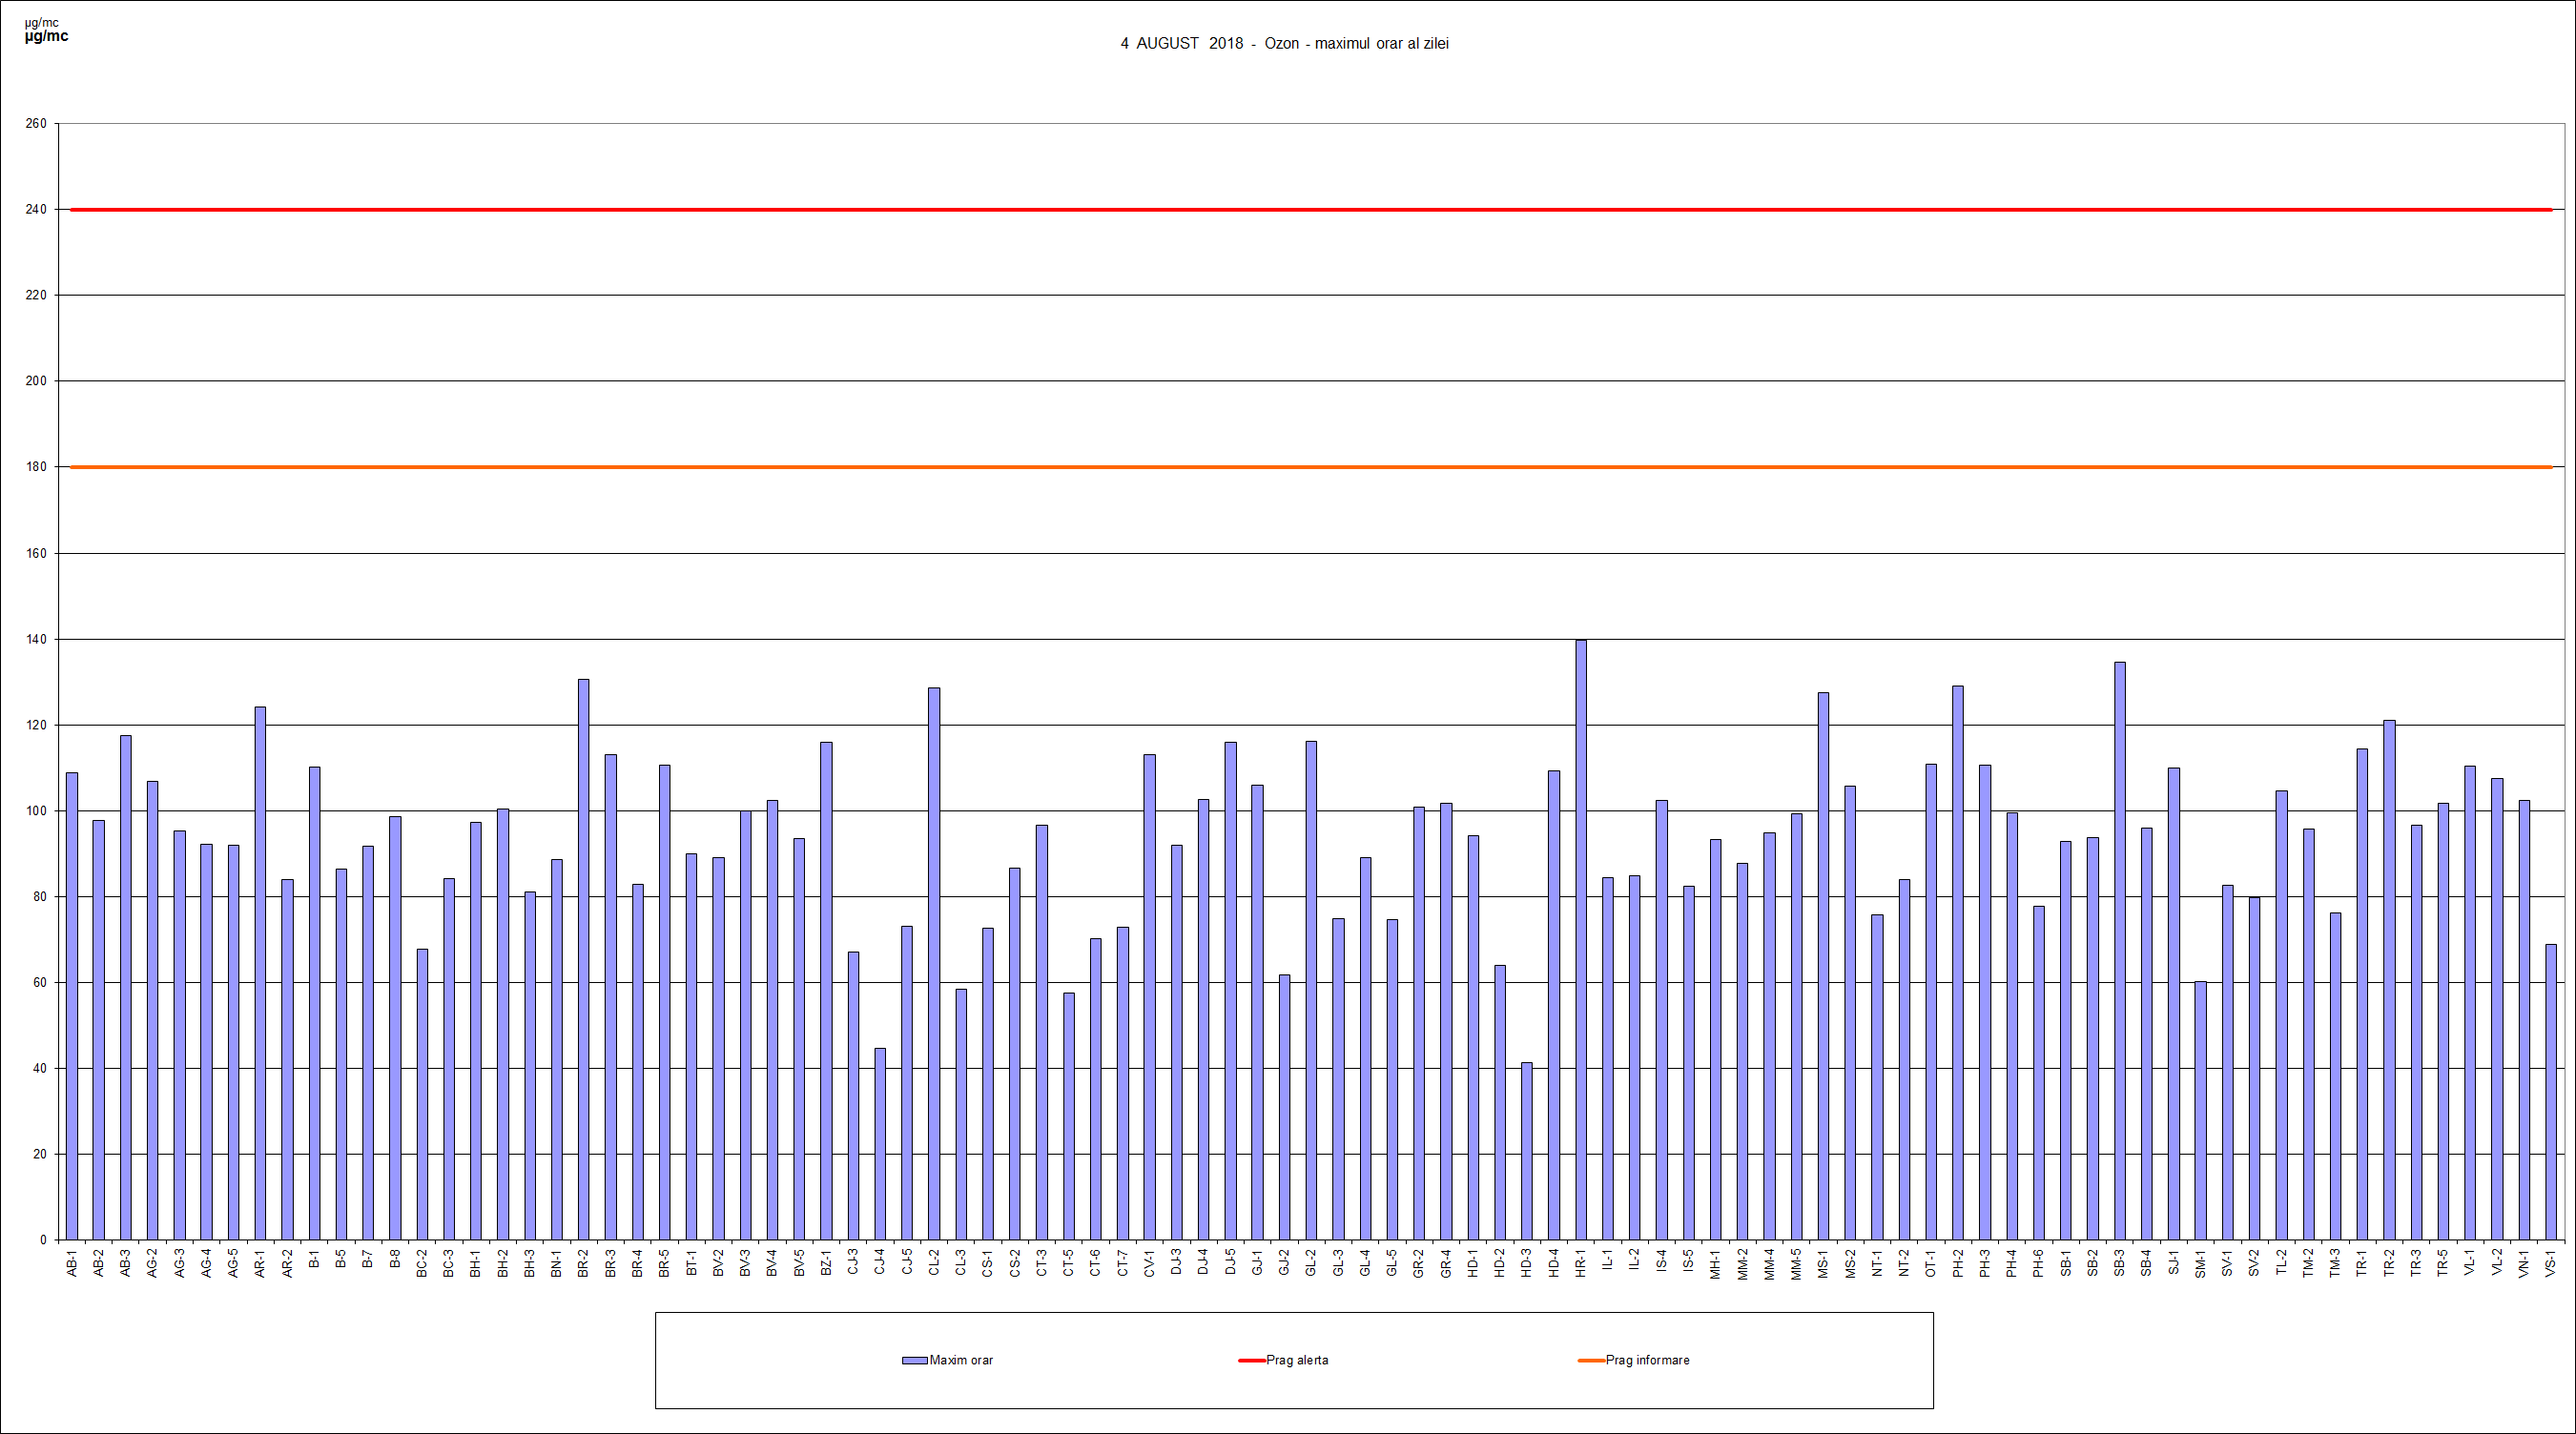 µg/mc
µg/mc
4 AUGUST 2018 - Ozon - maximul orar al zilei
260
240
220
200
180
160
140
120
100
80
60
40
20
0
AB-1 AB-2 AB-3 AG-2 AG-3 AG-4 AG-5 AR-1 AR-2 B-1 B-5 B-7 B-8 BC-2 BC-3 BH-1 BH-2 BH-3 BN-1 BR-2 BR-3 BR-4 BR-5 BT-1 BV-2 BV-3 BV-4 BV-5 BZ-1 CJ-3 CJ-4 CJ-5 CL-2 CL-3 CS-1 CS-2 CT-3 CT-5 CT-6 CT-7 CV-1 DJ-3 DJ-4 DJ-5 GJ-1 GJ-2 GL-2 GL-3 GL-4 GL-5 GR-2 GR-4 HD-1 HD-2 HD-3 HD-4 HR-1 IL-1 IL-2 IS-4 IS-5 MH-1 MM-2 MM-4 MM-5 MS-1 MS-2 NT-1 NT-2 OT-1 PH-2 PH-3 PH-4 PH-6 SB-1 SB-2 SB-3 SB-4 SJ-1 SM-1 SV-1 SV-2 TL-2 TM-2 TM-3 TR-1 TR-2 TR-3 TR-5 VL-1 VL-2 VN-1 VS-1
Maxim orar Prag alerta Prag informare